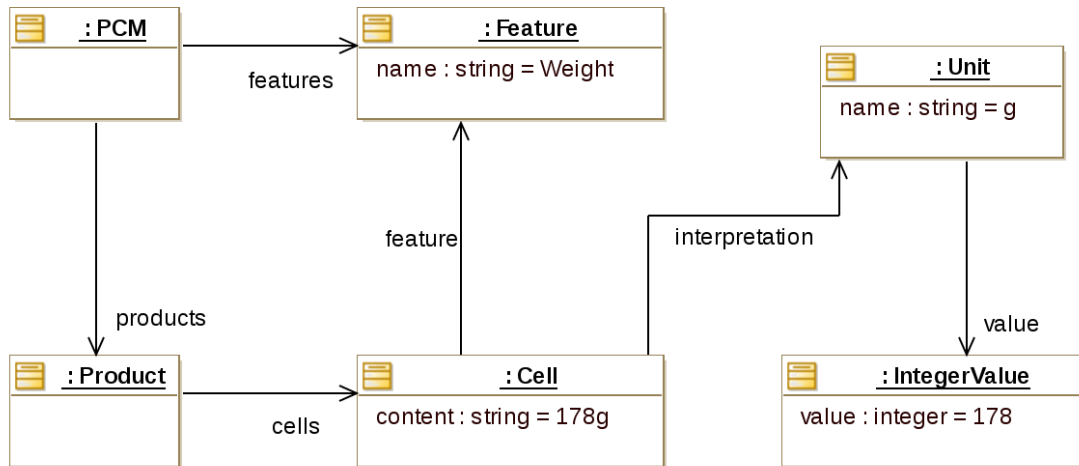 : PCM
: Feature
name : string = Weight
features
: Unit
name : string = g
feature
interpretation
products
value
: Product
cells
: Cell
content : string = 178g
: IntegerValue
value : integer = 178